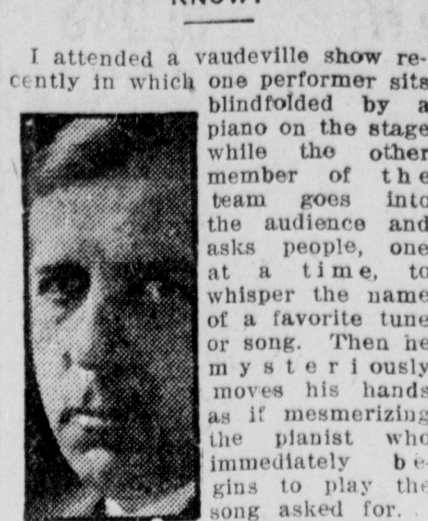 KNOW?
I attended a vaudeville show re-
cently in which one performer sits
blindfolded by a
piano on the stage
while the other
member of the
team goes into
the audience and
asks people, one
at a time, to
whisper the name
of a favorite tune
or song. Then he
mysteriously
moves his hands
as if mesmerizing
the pianist who
immediately be-
gins to play the
song asked for.